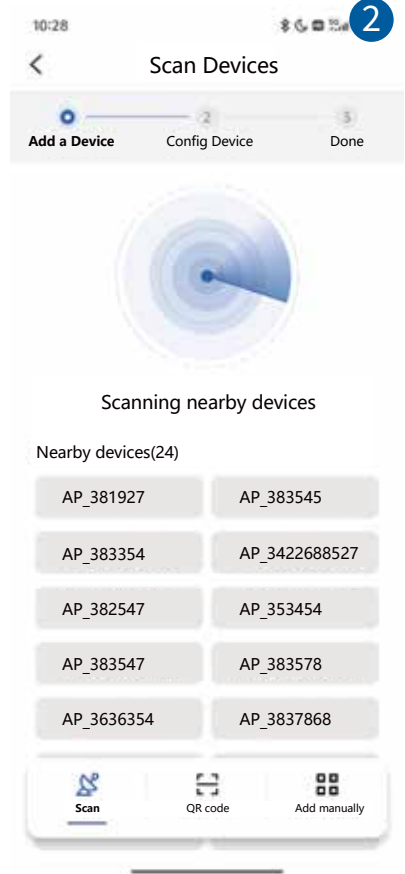 10:28
2
Scan Devices
2
3
Add a Device Config Device Done
Scanning nearby devices
Nearby devices(24)
AP_381927 AP_383545
AP_383354 AP_3422688527
AP_382547 AP_353454
AP_383547 AP_383578
AP_3636354 AP_3837868
Scan QR code Add manually